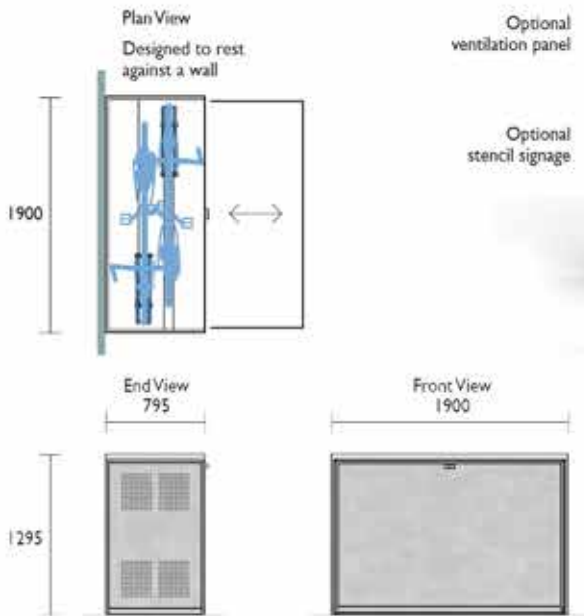 Plan View
Designed to rest
against a wall
Optional
ventilation panel
Optional
stencil signage
1900
End View
795
Front View
1900
1295